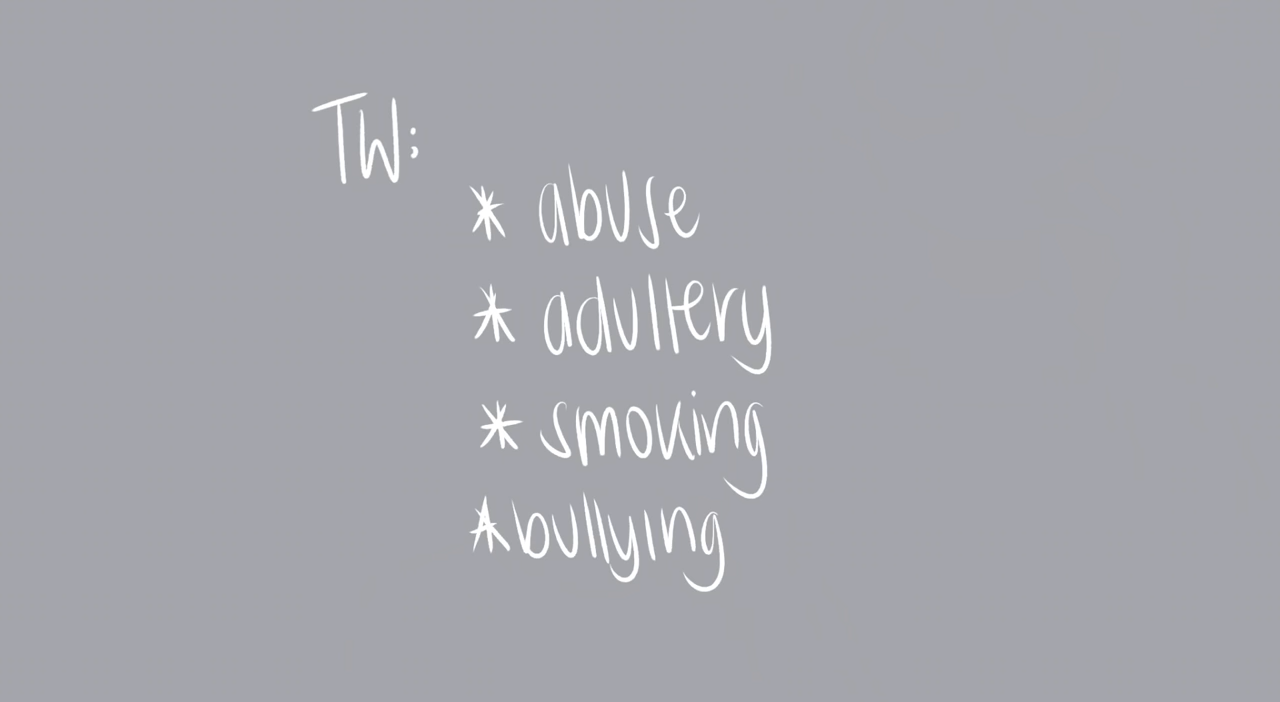 TW;
* abuse
* adultery
* smoking
* bullying